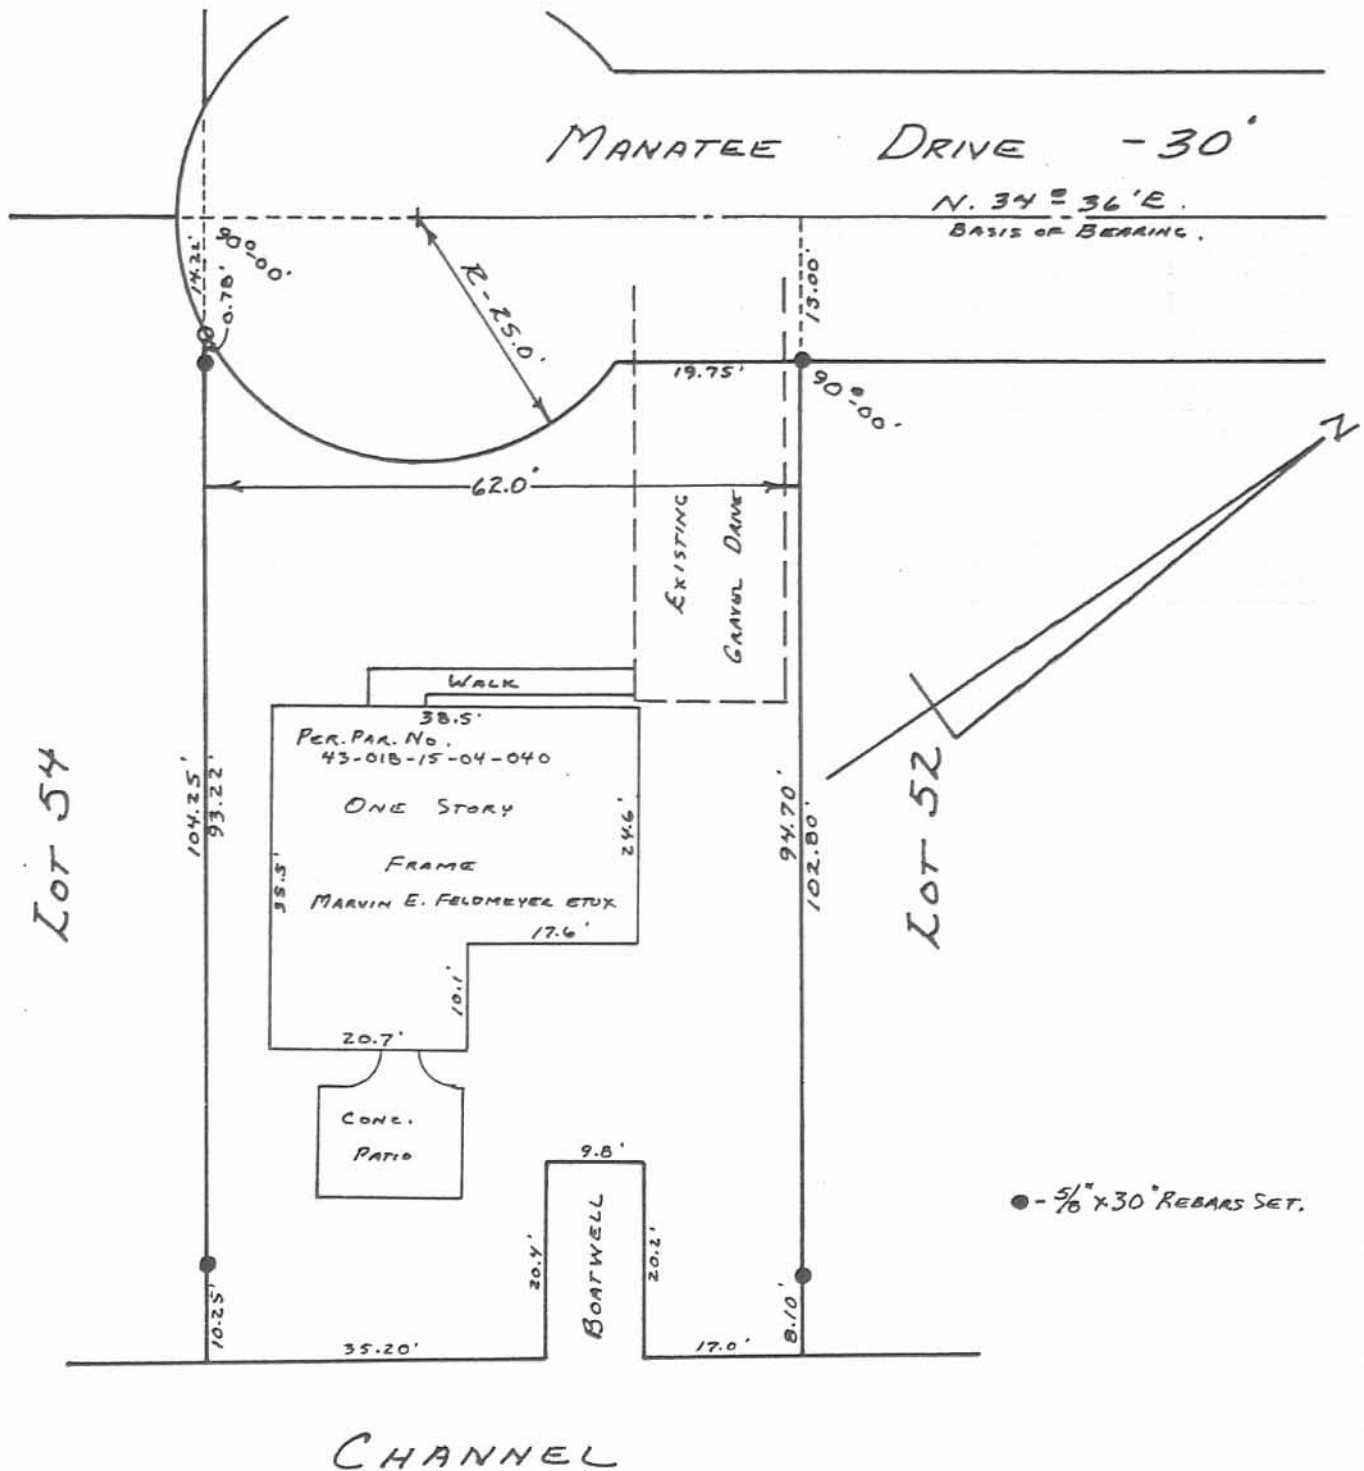 MANATEE DRIVE - 30'
N. 34° 36' E.
BASIS OF BEARING.
14.22'
90°-00'
0.78'
R-25.0'
13.00'
19.75'
90°-00'
N
62.0'
EXISTING
GRAVEL DRIVE
WALK
38.5'
PER. PAR. NO.
43-018-15-04-040
ONE STORY
FRAME
MARVIN E. FELDMEYER ETUX
LOT 54
104.25'
93.22'
35.5'
24.6'
94.70'
102.80'
LOT 52
17.6'
10.1'
20.7'
CONC.
PATIO
9.8'
20.4'
BOATWELL
20.2'
● - 5/8" x 30" REBARS SET.
10.25'
35.20'
17.0'
8.10'
CHANNEL